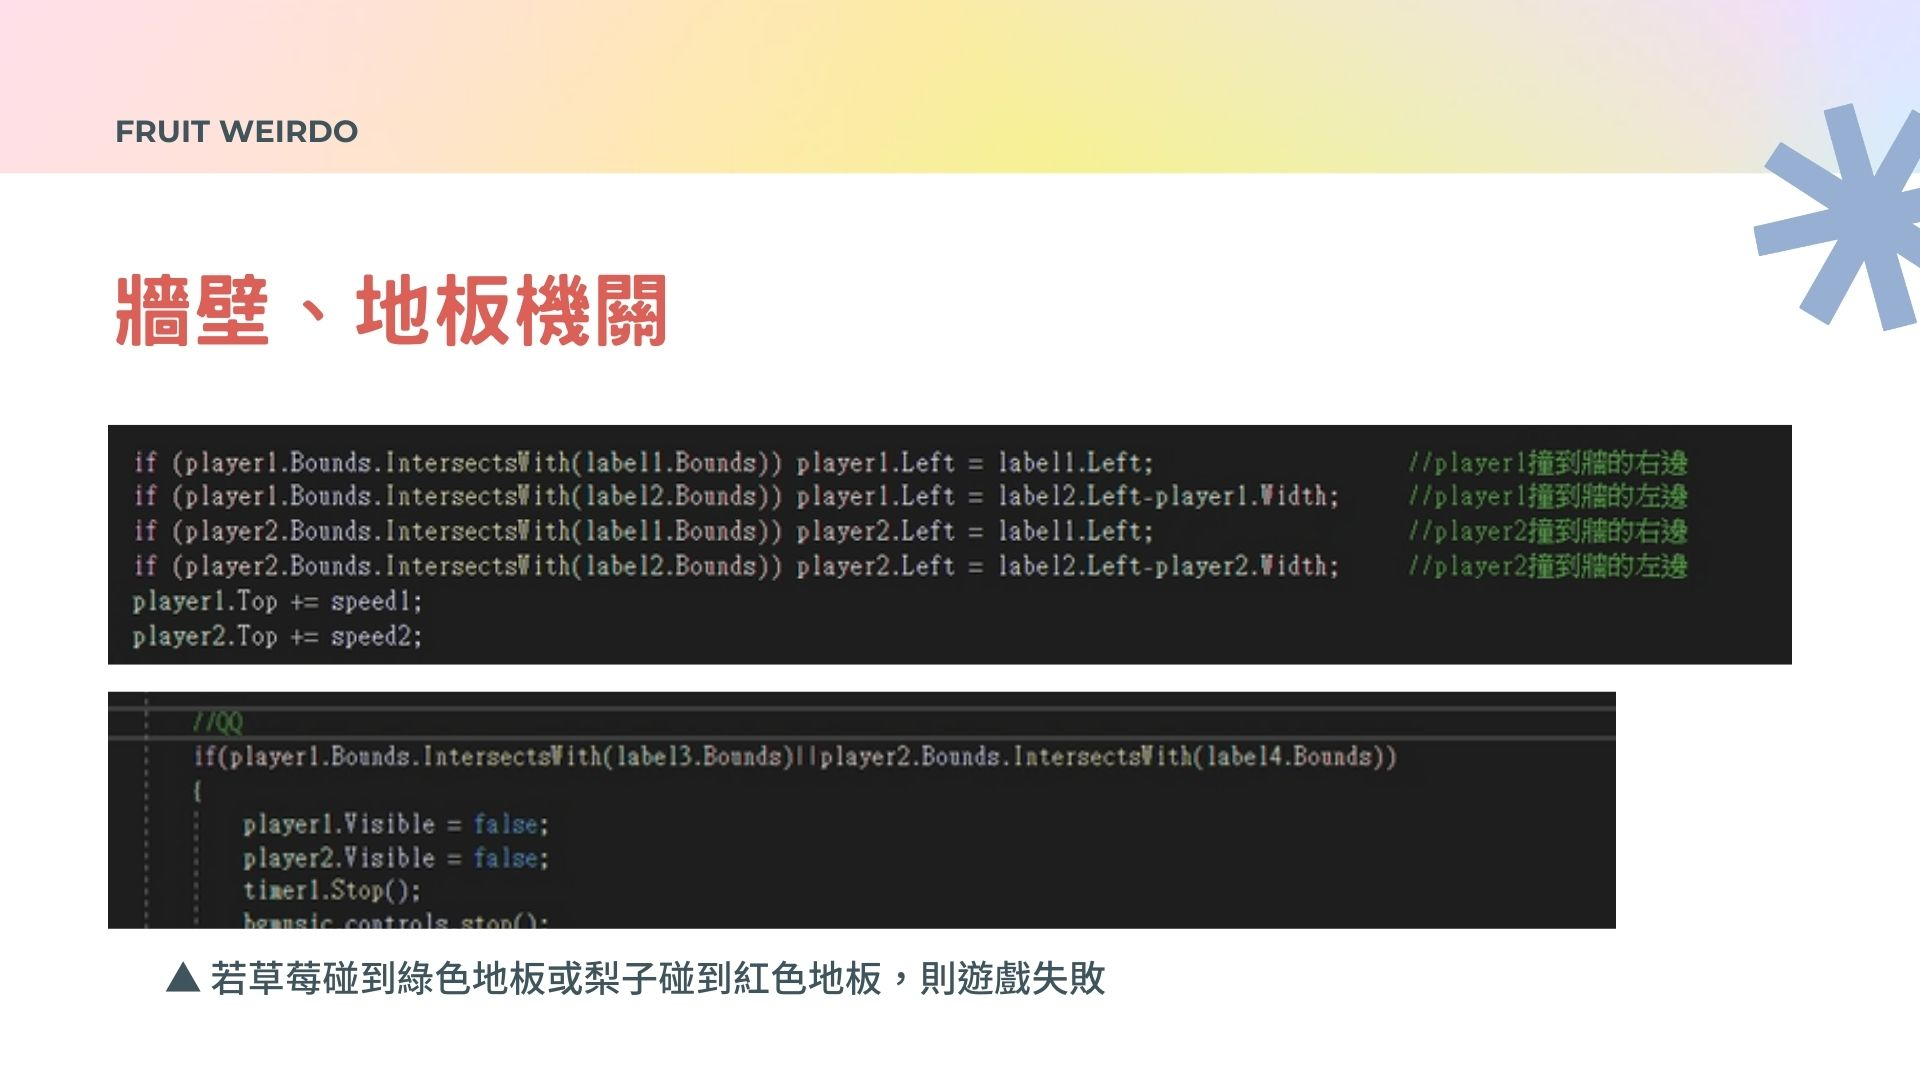 FRUIT WEIRDO
牆壁、地板機關
if (player1.Bounds.IntersectsWith(label1.Bounds)) player1.Left = label1.Left; //player1撞到牆的右邊
if (player1.Bounds.IntersectsWith(label2.Bounds)) player1.Left = label2.Left-player1.Width; //player1撞到牆的左邊
if (player2.Bounds.IntersectsWith(label1.Bounds)) player2.Left = label1.Left; //player2撞到牆的右邊
if (player2.Bounds.IntersectsWith(label2.Bounds)) player2.Left = label2.Left-player2.Width; //player2撞到牆的左邊
player1.Top += speed1;
player2.Top += speed2;
//QQ
if(player1.Bounds.IntersectsWith(label3.Bounds)||player2.Bounds.IntersectsWith(label4.Bounds))
{
player1.Visible = false;
player2.Visible = false;
timer1.Stop();
bgmusic.controls.stop();
▲ 若草莓碰到綠色地板或梨子碰到紅色地板，則遊戲失敗